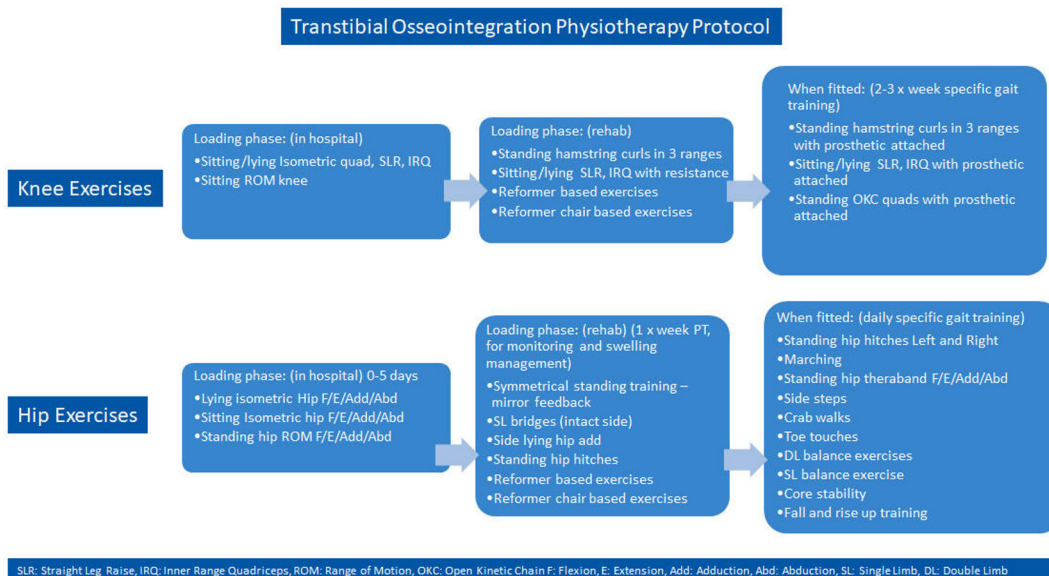 Transtibial Osseointegration Physiotherapy Protocol
Knee Exercises
Loading phase: (in hospital)
•Sitting/lying Isometric quad, SLR, IRQ
•Sitting ROM knee
Loading phase: (rehab)
•Standing hamstring curls in 3 ranges
•Sitting/lying SLR, IRQ with resistance
•Reformer based exercises
•Reformer chair based exercises
When fitted: (2-3 x week specific gait
training)
•Standing hamstring curls in 3 ranges
with prosthetic attached
•Sitting/lying SLR, IRQ with prosthetic
attached
•Standing OKC quads with prosthetic
attached
Hip Exercises
Loading phase: (in hospital) 0-5 days
•Lying isometric Hip F/E/Add/Abd
•Sitting Isometric hip F/E/Add/Abd
•Standing hip ROM F/E/Add/Abd
Loading phase: (rehab) (1 x week PT,
for monitoring and swelling
management)
•Symmetrical standing training –
mirror feedback
•SL bridges (intact side)
•Side lying hip add
•Standing hip hitches
•Reformer based exercises
•Reformer chair based exercises
When fitted: (daily specific gait training)
•Standing hip hitches Left and Right
•Marching
•Standing hip theraband F/E/Add/Abd
•Side steps
•Crab walks
•Toe touches
•DL balance exercises
•SL balance exercise
•Core stability
•Fall and rise up training
SLR: Straight Leg Raise, IRQ: Inner Range Quadriceps, ROM: Range of Motion, OKC: Open Kinetic Chain F: Flexion, E: Extension, Add: Adduction, Abd: Abduction, SL: Single Limb, DL: Double Limb